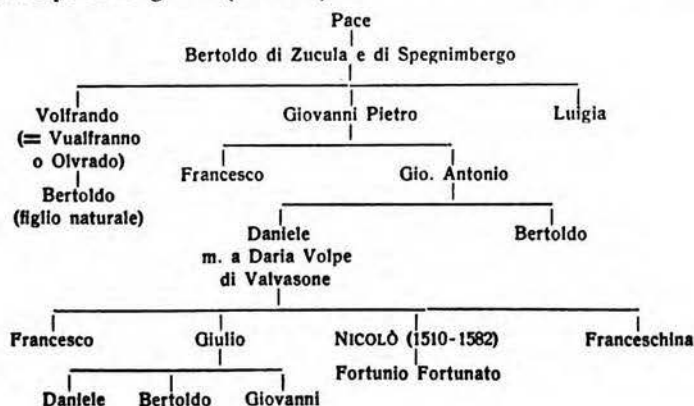 Pace
Bertoldo di Zucula e di Spegnimbergo
Volfrando Giovanni Pietro Luigia
(= Vualfranno
o Olvrado) Francesco Gio. Antonio
Bertoldo
(figlio naturale) Daniele Bertoldo
m. a Daria Volpe
di Valvasone
Francesco Giulio NICOLÒ (1510-1582) Franceschina
Fortunio Fortunato
Daniele Bertoldo Giovanni